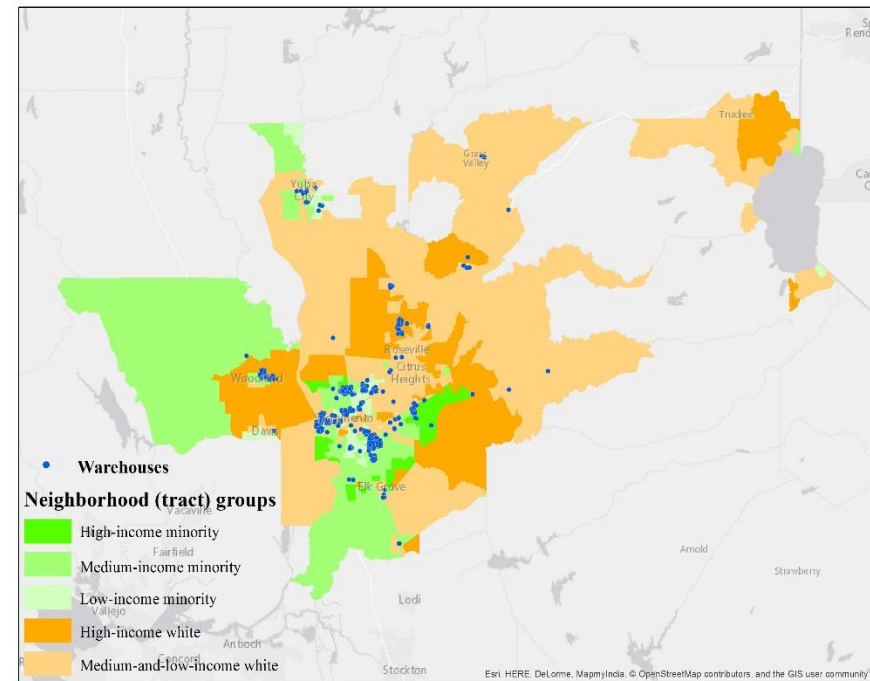 Truckee
Grass
Valley
Yuba
City
Roseville
Citrus
Heights
Woodland
Davis
Elk Grove
Warehouses
Neighborhood (tract) groups
Vacaville
High-income minority
Fairfield
Medium-income minority
Arnold
Strawberry
Low-income minority
Vallejo
Lodi
High-income white
Antioch
Concord
Medium-and-low-income white
Stockton
Esri, HERE, DeLorme, MapmyIndia, © OpenStreetMap contributors, and the GIS user community